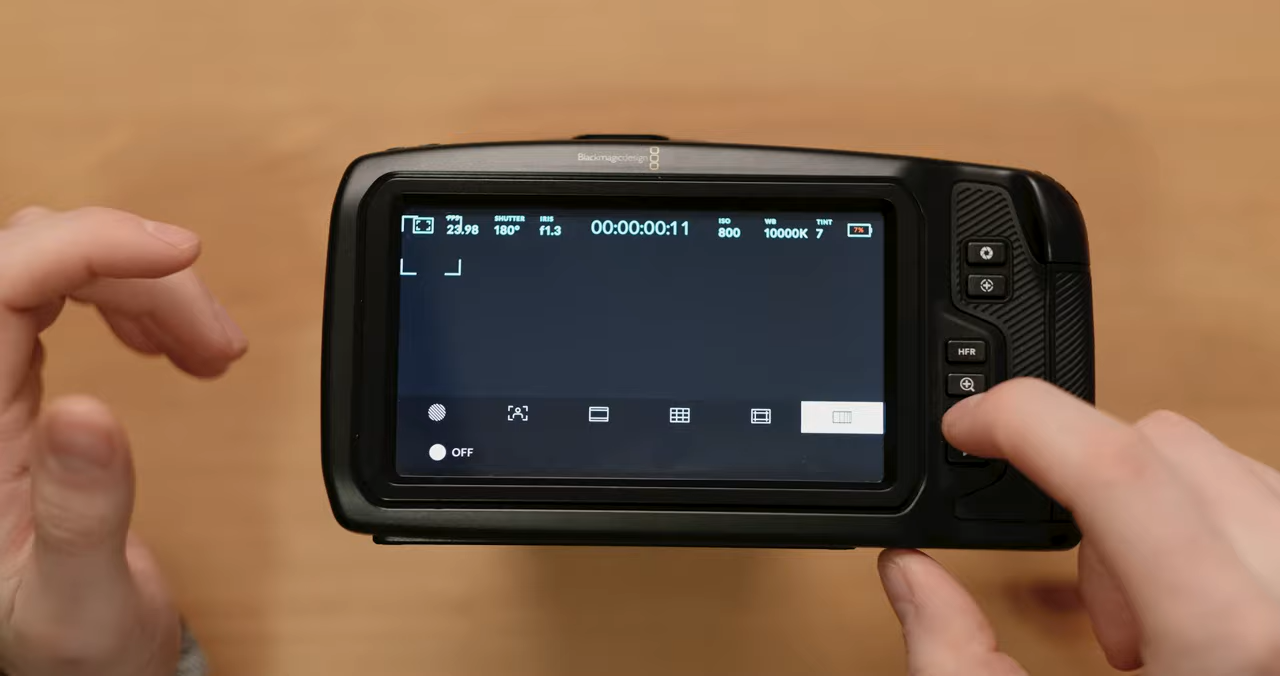 Blackmagicdesign
FPS SHUTTER IRIS 00:00:00:11 ISO WB TINT
23.98 180° f1.3 800 10000K 7 7%
OFF
HFR